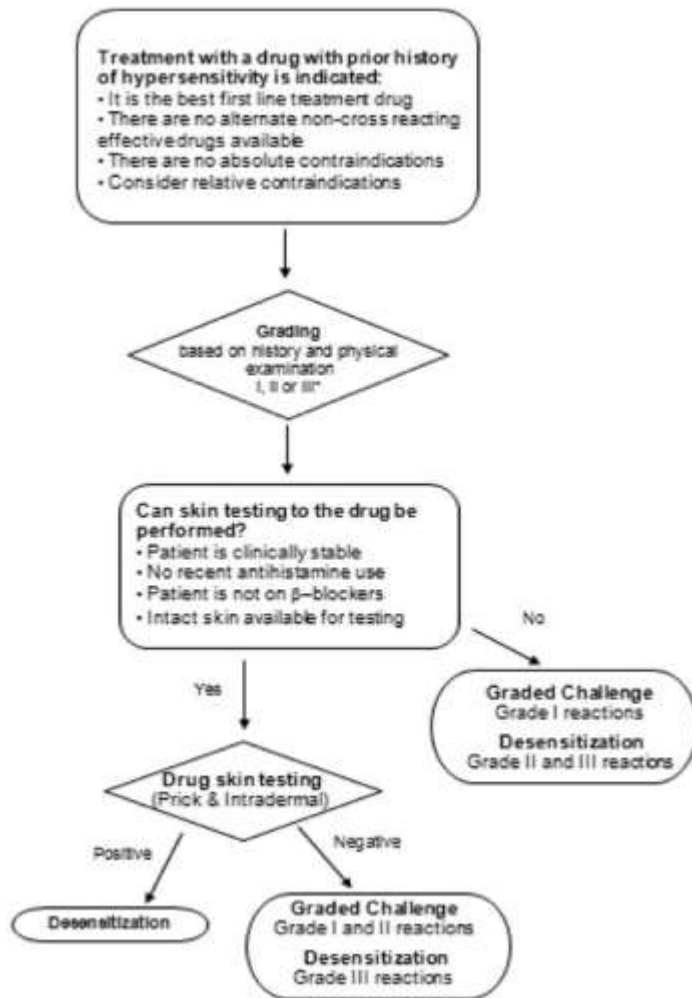 Treatment with a drug with prior history
of hypersensitivity is indicated:
• It is the best first line treatment drug
• There are no alternate non-cross reacting
effective drugs available
• There are no absolute contraindications
• Consider relative contraindications
Grading
based on history and physical
examination
I, II or III*
Can skin testing to the drug be
performed?
• Patient is clinically stable
• No recent antihistamine use
• Patient is not on β–blockers
• Intact skin available for testing
No
Yes
Graded Challenge
Grade I reactions
Desensitization
Grade II and III reactions
Drug skin testing
(Prick & Intradermal)
Positive
Negative
Desensitization
Graded Challenge
Grade I and II reactions
Desensitization
Grade III reactions